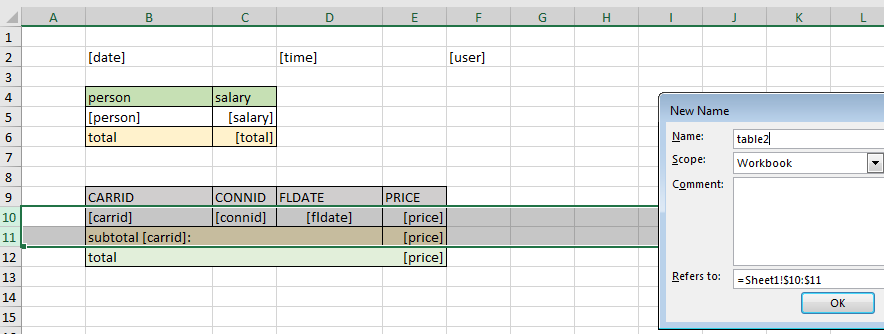 A B C D E F G H I J K L
1
2 [date] [time] [user]
3
4 person salary
5 [person] [salary]
6 total [total]
7
8
9 CARRID CONNID FLDATE PRICE
10 [carrid] [connid] [fldate] [price]
11 subtotal [carrid]: [price]
12 total [price]
13
14
15
New Name
Name: table2
Scope: Workbook
Comment:
Refers to: =Sheet1!$10:$11
OK